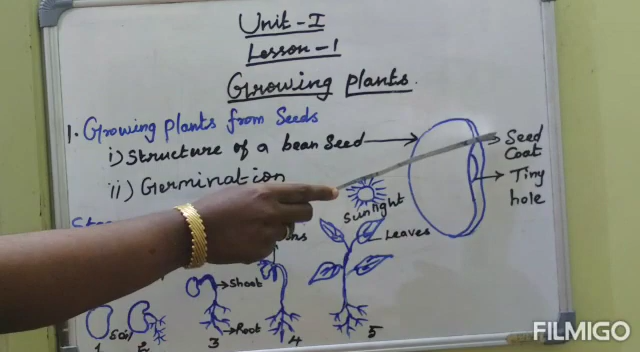 Unit-I
Lesson-1
Growing plants.
1. Growing plants from Seeds
i) Structure of a bean Seed
ii) Germination
Seed
Coat
Tiny
hole
Sunlight
Leaves
Shoot
Root
Soil
1
2
3
4
5
FILMIGO